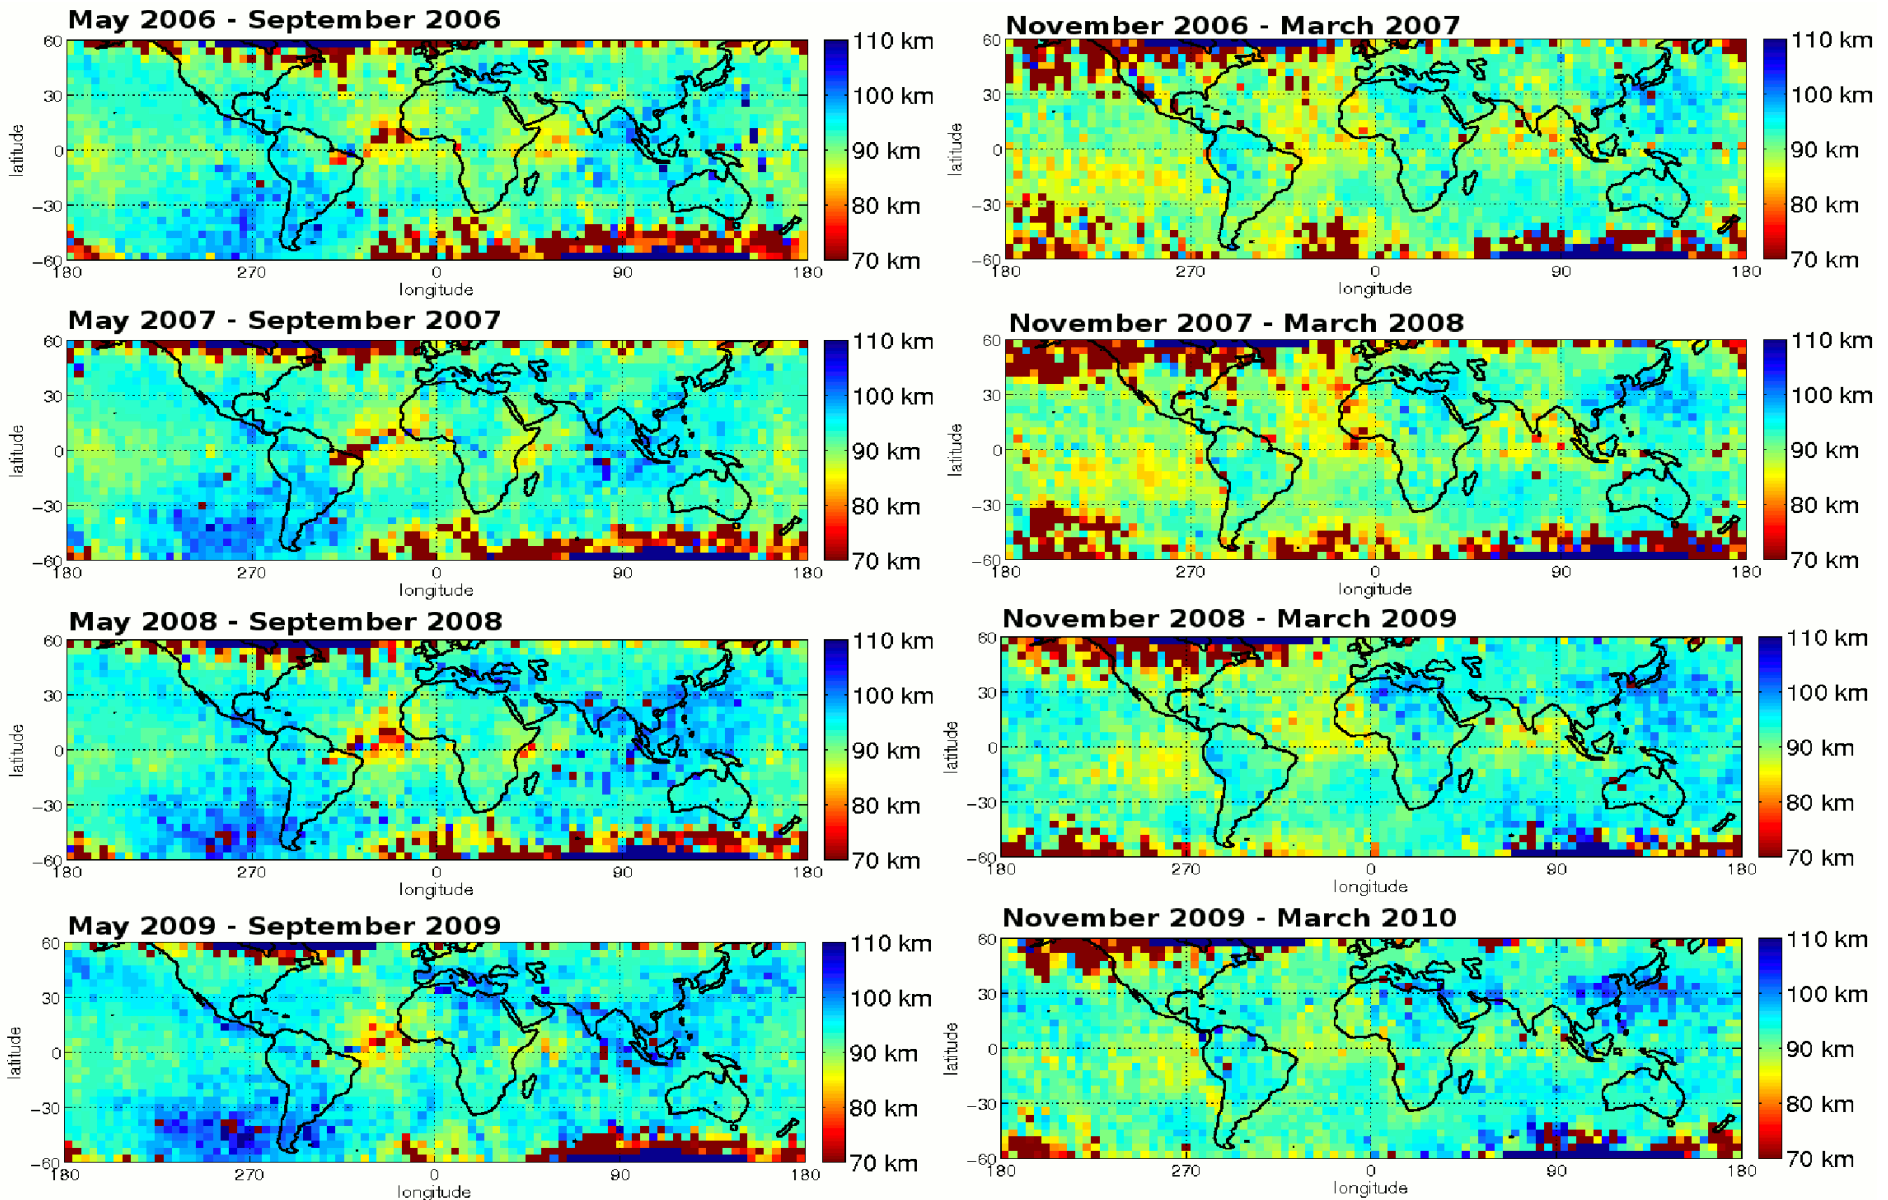 May 2006 - September 2006
60
30
0
−30
−60
latitude
180
270
0
90
180
longitude
110 km
100 km
90 km
80 km
70 km
November 2006 - March 2007
60
30
0
−30
−60
latitude
180
270
0
90
180
longitude
110 km
100 km
90 km
80 km
70 km
May 2007 - September 2007
60
30
0
−30
−60
latitude
180
270
0
90
180
longitude
110 km
100 km
90 km
80 km
70 km
November 2007 - March 2008
60
30
0
−30
−60
latitude
180
270
0
90
180
longitude
110 km
100 km
90 km
80 km
70 km
May 2008 - September 2008
60
30
0
−30
−60
latitude
180
270
0
90
180
longitude
110 km
100 km
90 km
80 km
70 km
November 2008 - March 2009
60
30
0
−30
−60
latitude
180
270
0
90
180
longitude
110 km
100 km
90 km
80 km
70 km
May 2009 - September 2009
60
30
0
−30
−60
latitude
180
270
0
90
180
longitude
110 km
100 km
90 km
80 km
70 km
November 2009 - March 2010
60
30
0
−30
−60
latitude
180
270
0
90
180
longitude
110 km
100 km
90 km
80 km
70 km